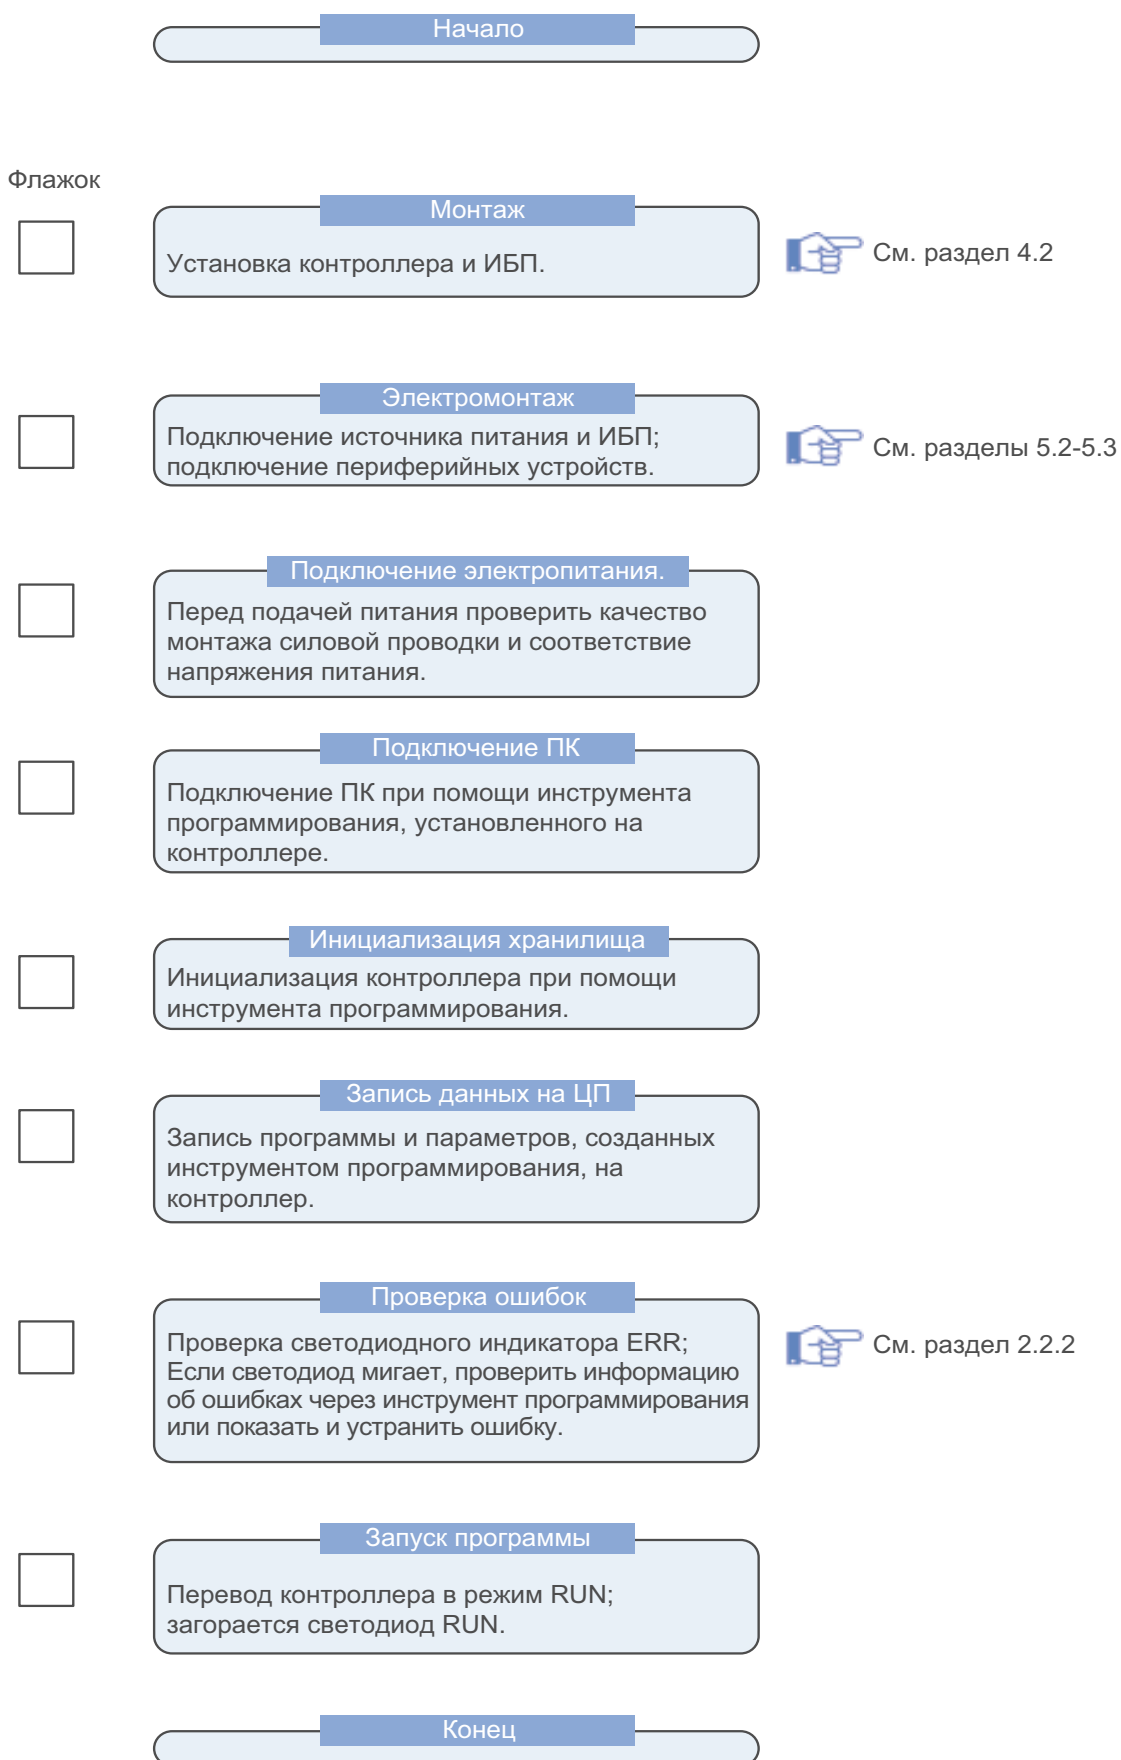 Начало
Флажок
Монтаж
Установка контроллера и ИБП.
См. раздел 4.2
Электромонтаж
Подключение источника питания и ИБП;
подключение периферийных устройств.
См. разделы 5.2-5.3
Подключение электропитания.
Перед подачей питания проверить качество
монтажа силовой проводки и соответствие
напряжения питания.
Подключение ПК
Подключение ПК при помощи инструмента
программирования, установленного на
контроллере.
Инициализация хранилища
Инициализация контроллера при помощи
инструмента программирования.
Запись данных на ЦП
Запись программы и параметров, созданных
инструментом программирования, на
контроллер.
Проверка ошибок
Проверка светодиодного индикатора ERR;
Если светодиод мигает, проверить информацию
об ошибках через инструмент программирования
или показать и устранить ошибку.
См. раздел 2.2.2
Запуск программы
Перевод контроллера в режим RUN;
загорается светодиод RUN.
Конец